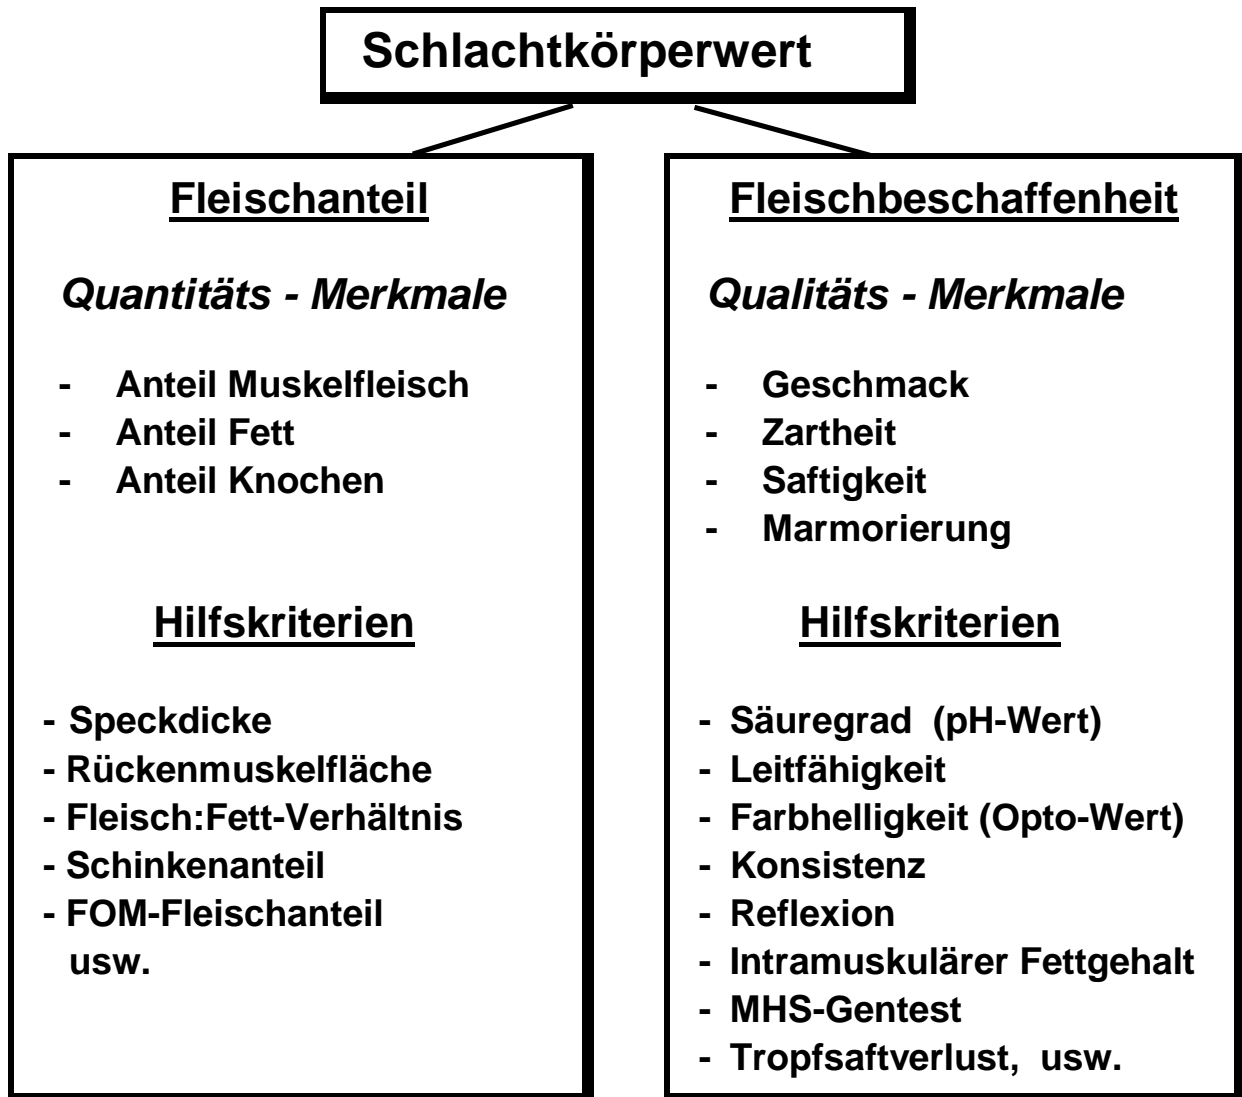 Schlachtkörperwert
Fleischanteil
Quantitäts - Merkmale
- Anteil Muskelfleisch
- Anteil Fett
- Anteil Knochen
Hilfskriterien
- Speckdicke
- Rückenmuskelfläche
- Fleisch:Fett-Verhältnis
- Schinkenanteil
- FOM-Fleischanteil
usw.
Fleischbeschaffenheit
Qualitäts - Merkmale
- Geschmack
- Zartheit
- Saftigkeit
- Marmorierung
Hilfskriterien
- Säuregrad (pH-Wert)
- Leitfähigkeit
- Farbhelligkeit (Opto-Wert)
- Konsistenz
- Reflexion
- Intramuskulärer Fettgehalt
- MHS-Gentest
- Tropfsaftverlust, usw.